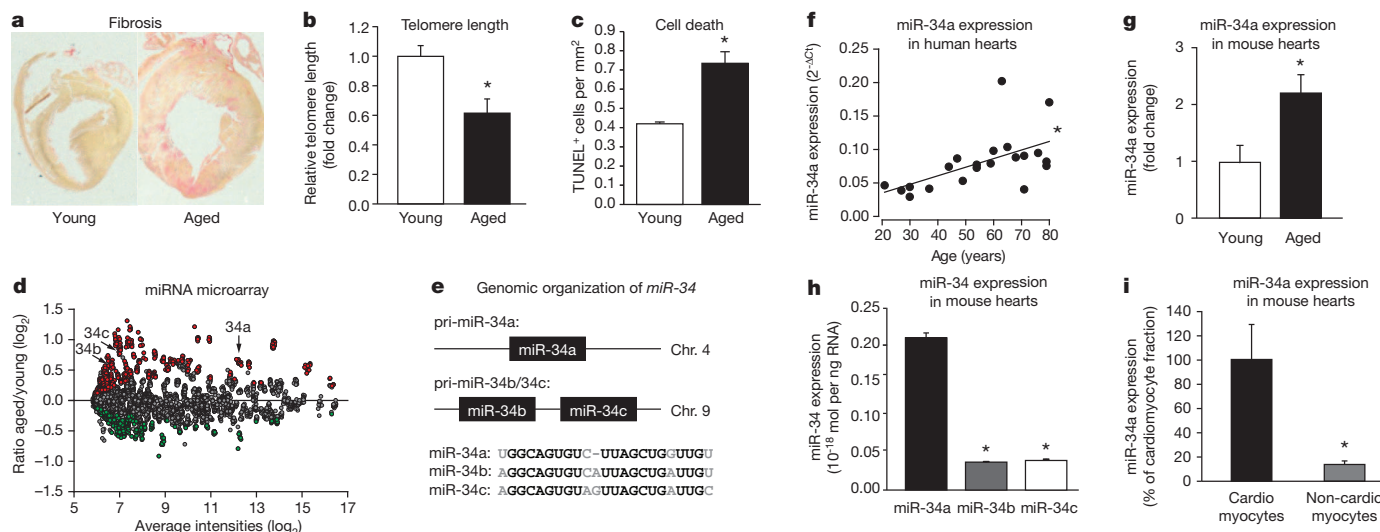 a
Fibrosis
Young
Aged
b
Telomere length
Relative telomere length
(fold change)
1.2
1.0
0.8
0.6
0.4
0.2
0
*
Young
Aged
c
Cell death
TUNEL+ cells per mm2
0.8
0.7
0.6
0.5
0.4
0.3
0.2
0.1
0
*
Young
Aged
f
miR-34a expression
in human hearts
miR-34a expression (2-ΔCt)
0.25
0.20
0.15
0.10
0.05
0.00
*
20 30 40 50 60 70 80
Age (years)
g
miR-34a expression
in mouse hearts
miR-34a expression
(fold change)
3
2
1
0
*
Young
Aged
d
miRNA microarray
Ratio aged/young (log2)
1.5
1.0
0.5
0.0
−0.5
−1.0
−1.5
34c
34b
34a
5 7 9 11 13 15 17
Average intensities (log2)
e
Genomic organization of miR-34
pri-miR-34a:
miR-34a
Chr. 4
pri-miR-34b/34c:
miR-34b
miR-34c
Chr. 9
miR-34a: UGGCAGUGUC-UUAGCUGGUUGU
miR-34b: AGGCAGUGUCAUUAGCUGAUUGU
miR-34c: AGGCAGUGUAGUUAGCUGAUUGC
h
miR-34 expression
in mouse hearts
miR-34 expression
(10-18 mol per ng RNA)
0.25
0.20
0.15
0.10
0.05
0.00
*
*
miR-34a miR-34b miR-34c
i
miR-34a expression
in mouse hearts
miR-34a expression
(% of cardiomyocyte fraction)
140
120
100
80
60
40
20
0
*
Cardio
myocytes
Non-cardio
myocytes